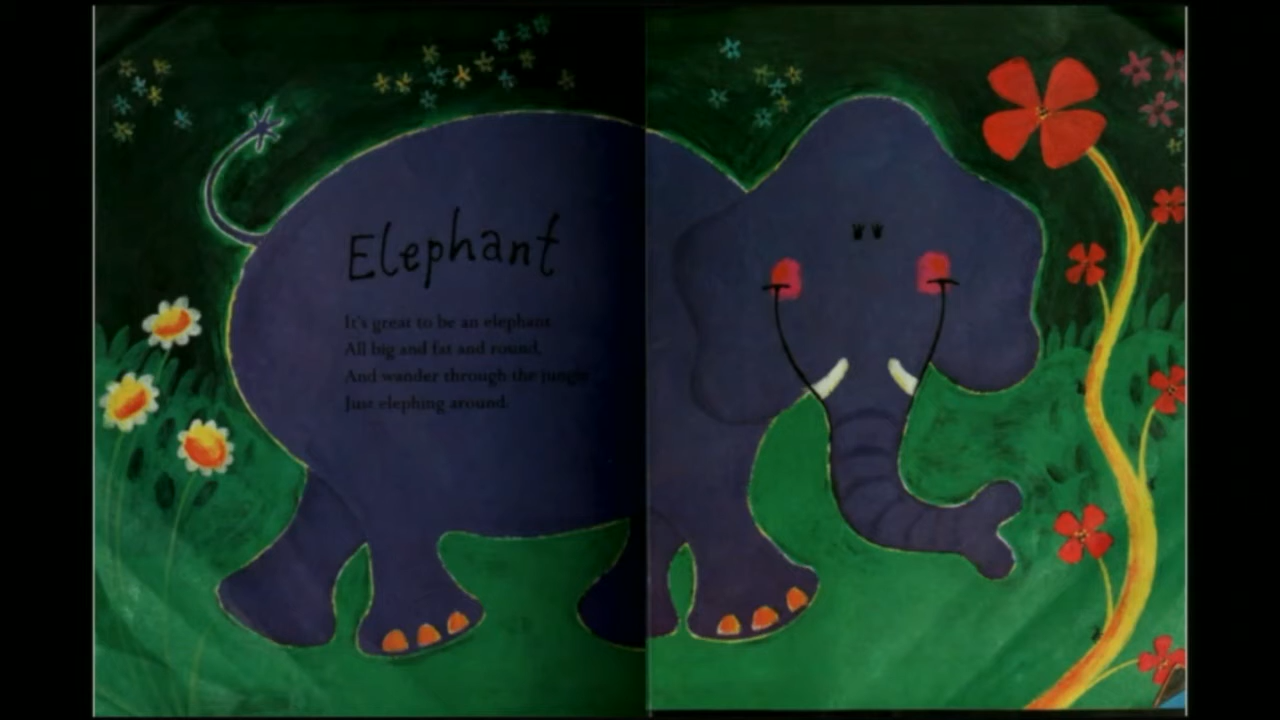 Elephant
It's great to be an elephant
All big and fat and round,
And wander through the jungle
Just elephing around.